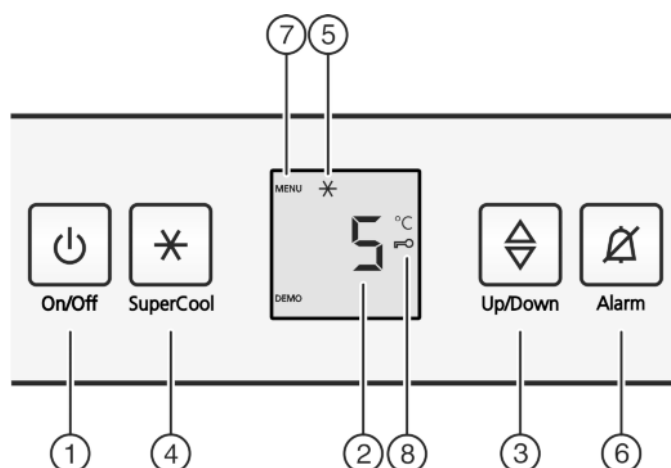 7 5
MENU
5 °C
DEMO
On/Off SuperCool Up/Down Alarm
1 4 2 8 3 6